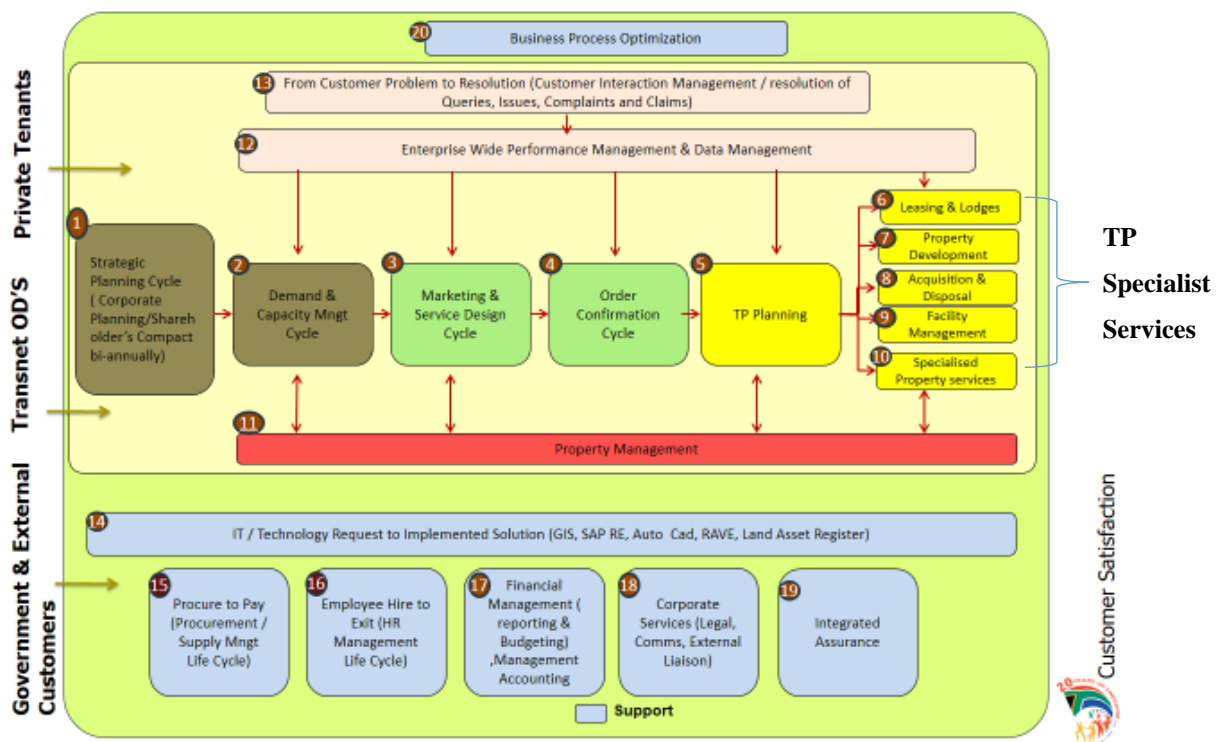 20
Business Process Optimization
13
From Customer Problem to Resolution (Customer Interaction Management / resolution of
Queries, Issues, Complaints and Claims)
12
Enterprise Wide Performance Management & Data Management
Private Tenants
Transnet OD'S
Government & External
Customers
1
Strategic
Planning Cycle
( Corporate
Planning/Shareh
older's Compact
bi-annually)
2
Demand &
Capacity Mngt
Cycle
3
Marketing &
Service Design
Cycle
4
Order
Confirmation
Cycle
5
TP Planning
6
Leasing & Lodges
7
Property
Development
8
Acquisition &
Disposal
9
Facility
Management
10
Specialised
Property services
TP
Specialist
Services
11
Property Management
14
IT / Technology Request to Implemented Solution (GIS, SAP RE, Auto Cad, RAVE, Land Asset Register)
15
Procure to Pay
(Procurement /
Supply Mngt
Life Cycle)
16
Employee Hire to
Exit (HR
Management
Life Cycle)
17
Financial
Management (
reporting &
Budgeting)
,Management
Accounting
18
Corporate
Services (Legal,
Comms, External
Liaison)
19
Integrated
Assurance
Support
Customer Satisfaction
20